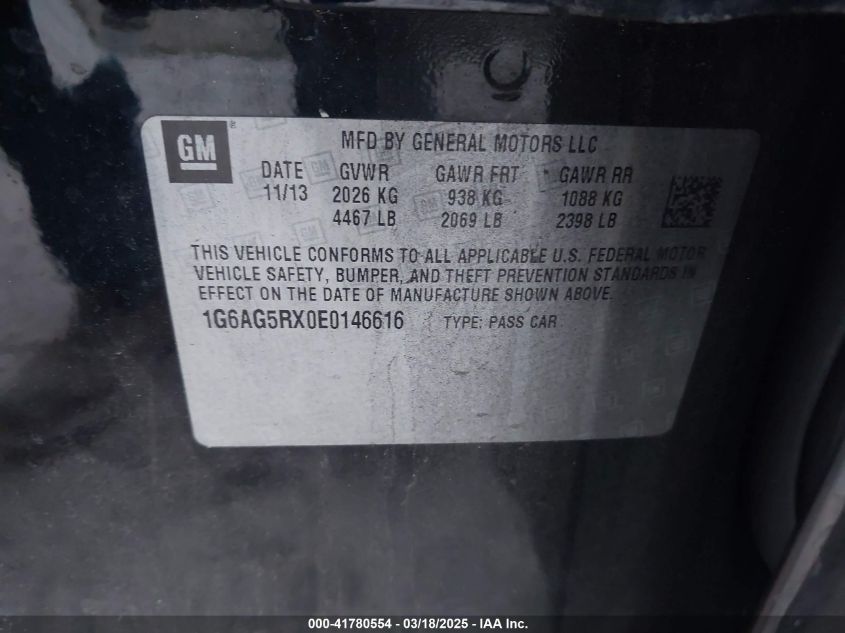 GM
MFD BY GENERAL MOTORS LLC
DATE GVWR GAWR FRT GAWR RR
11/13 2026 KG 938 KG 1088 KG
4467 LB 2069 LB 2398 LB
THIS VEHICLE CONFORMS TO ALL APPLICABLE U.S. FEDERAL MOTOR
VEHICLE SAFETY, BUMPER, AND THEFT PREVENTION STANDARDS IN
EFFECT ON THE DATE OF MANUFACTURE SHOWN ABOVE.
1G6AG5RX0E0146616 TYPE: PASS CAR
000-41780554 - 03/18/2025 - IAA Inc.